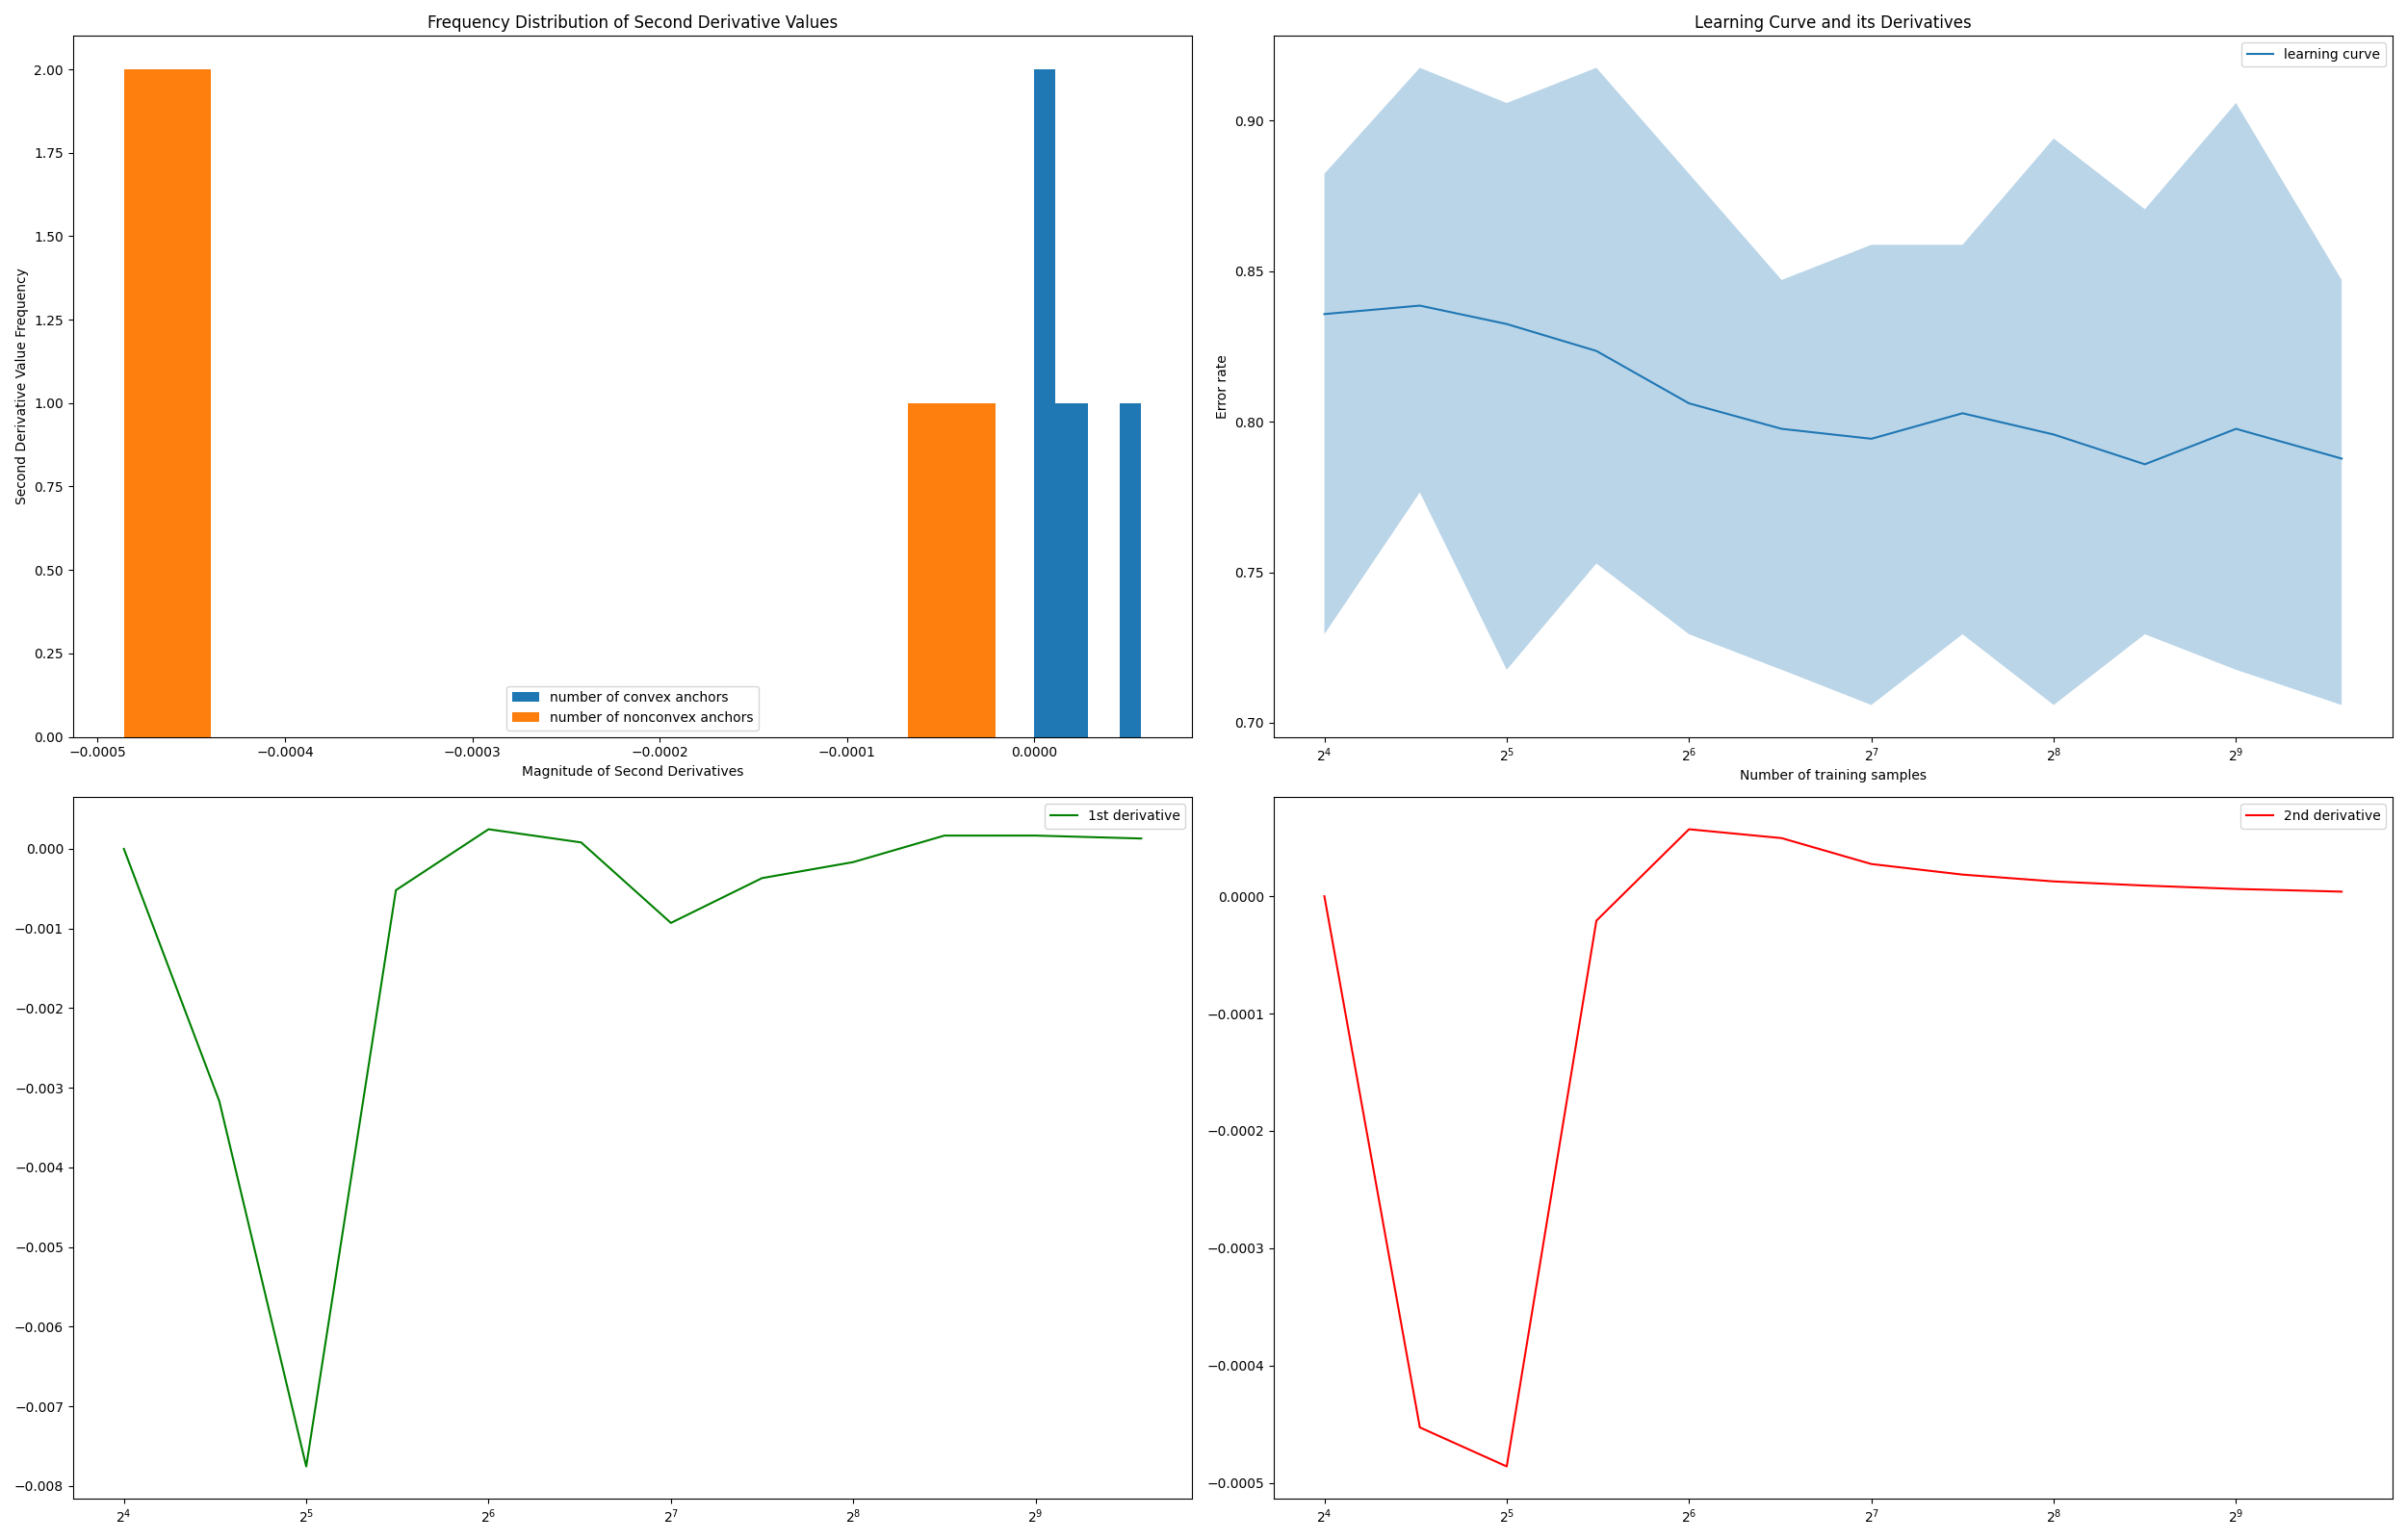 Frequency Distribution of Second Derivative Values
Second Derivative Value Frequency
2.00
1.75
1.50
1.25
1.00
0.75
0.50
0.25
0.00
number of convex anchors
number of nonconvex anchors
−0.0005 −0.0004 −0.0003 −0.0002 −0.0001 0.0000
Magnitude of Second Derivatives
Learning Curve and its Derivatives
learning curve
Error rate
0.90
0.85
0.80
0.75
0.70
2⁴ 2⁵ 2⁶ 2⁷ 2⁸ 2⁹
Number of training samples
1st derivative
0.000
−0.001
−0.002
−0.003
−0.004
−0.005
−0.006
−0.007
−0.008
2⁴ 2⁵ 2⁶ 2⁷ 2⁸ 2⁹
2nd derivative
0.0000
−0.0001
−0.0002
−0.0003
−0.0004
−0.0005
2⁴ 2⁵ 2⁶ 2⁷ 2⁸ 2⁹